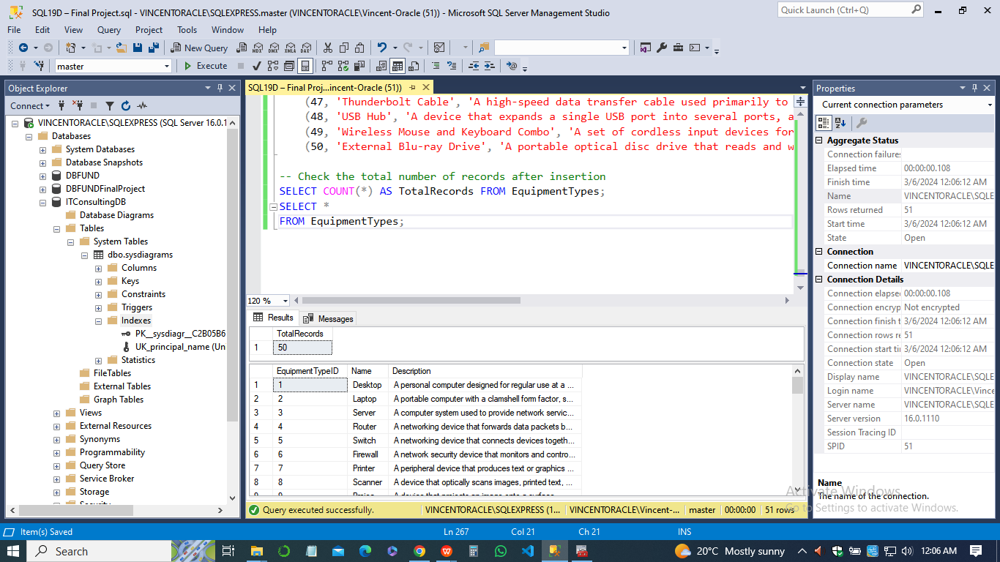 SQL19D – Final Project.sql - VINCENTORACLE\SQLEXPRESS.master (VINCENTORACLE\Vincent-Oracle (51)) - Microsoft SQL Server Management Studio
Quick Launch (Ctrl+Q)
File Edit View Query Project Tools Window Help
New Query
MDX DMX XMLA DAX
master
Execute
Object Explorer
Connect
VINCENTORACLE\SQLEXPRESS (SQL Server 16.0.1
Databases
System Databases
Database Snapshots
DBFUND
DBFUNDFinalProject
ITConsultingDB
Database Diagrams
Tables
System Tables
dbo.sysdiagrams
Columns
Keys
Constraints
Triggers
Indexes
PK__sysdiagr__C2B05B6
UK_principal_name (Un
Statistics
FileTables
External Tables
Graph Tables
Views
External Resources
Synonyms
Programmability
Query Store
Service Broker
Storage
Security
SQL19D – Final Proj...incent-Oracle (51))
(47, 'Thunderbolt Cable', 'A high-speed data transfer cable used primarily to
(48, 'USB Hub', 'A device that expands a single USB port into several ports, a
(49, 'Wireless Mouse and Keyboard Combo', 'A set of cordless input devices for
(50, 'External Blu-ray Drive', 'A portable optical disc drive that reads and w
-- Check the total number of records after insertion
SELECT COUNT(*) AS TotalRecords FROM EquipmentTypes;
SELECT *
FROM EquipmentTypes;
120 %
Results Messages
TotalRecords
1 50
EquipmentTypeID Name Description
1 1 Desktop A personal computer designed for regular use at a ...
2 2 Laptop A portable computer with a clamshell form factor, s...
3 3 Server A computer system used to provide network servic...
4 4 Router A networking device that forwards data packets b...
5 5 Switch A networking device that connects devices togeth...
6 6 Firewall A network security device that monitors and contro...
7 7 Printer A peripheral device that produces text or graphics ...
8 8 Scanner A device that optically scans images, printed text, ...
Query executed successfully. VINCENTORACLE\SQLEXPRESS (1... VINCENTORACLE\Vincent-... master 00:00:00 51 rows
Properties
Current connection parameters
Aggregate Status
Connection failures
Elapsed time 00:00:00.108
Finish time 3/6/2024 12:06:12 AM
Name VINCENTORACLE\SQLE
Rows returned 51
Start time 3/6/2024 12:06:12 AM
State Open
Connection
Connection name VINCENTORACLE\SQLE
Connection Details
Connection elapse 00:00:00.108
Connection encryp Not encrypted
Connection finish t 3/6/2024 12:06:12 AM
Connection rows re 51
Connection start ti 3/6/2024 12:06:12 AM
Connection state Open
Display name VINCENTORACLE\SQLE
Login name VINCENTORACLE\Vince
Server name VINCENTORACLE\SQLE
Server version 16.0.1110
Session Tracing ID
SPID 51
Name
The name of the connection.
Activate Windows
Go to Settings to activate Windows.
Item(s) Saved Ln 267 Col 21 Ch 21 INS
Search
20°C Mostly sunny
12:06 AM